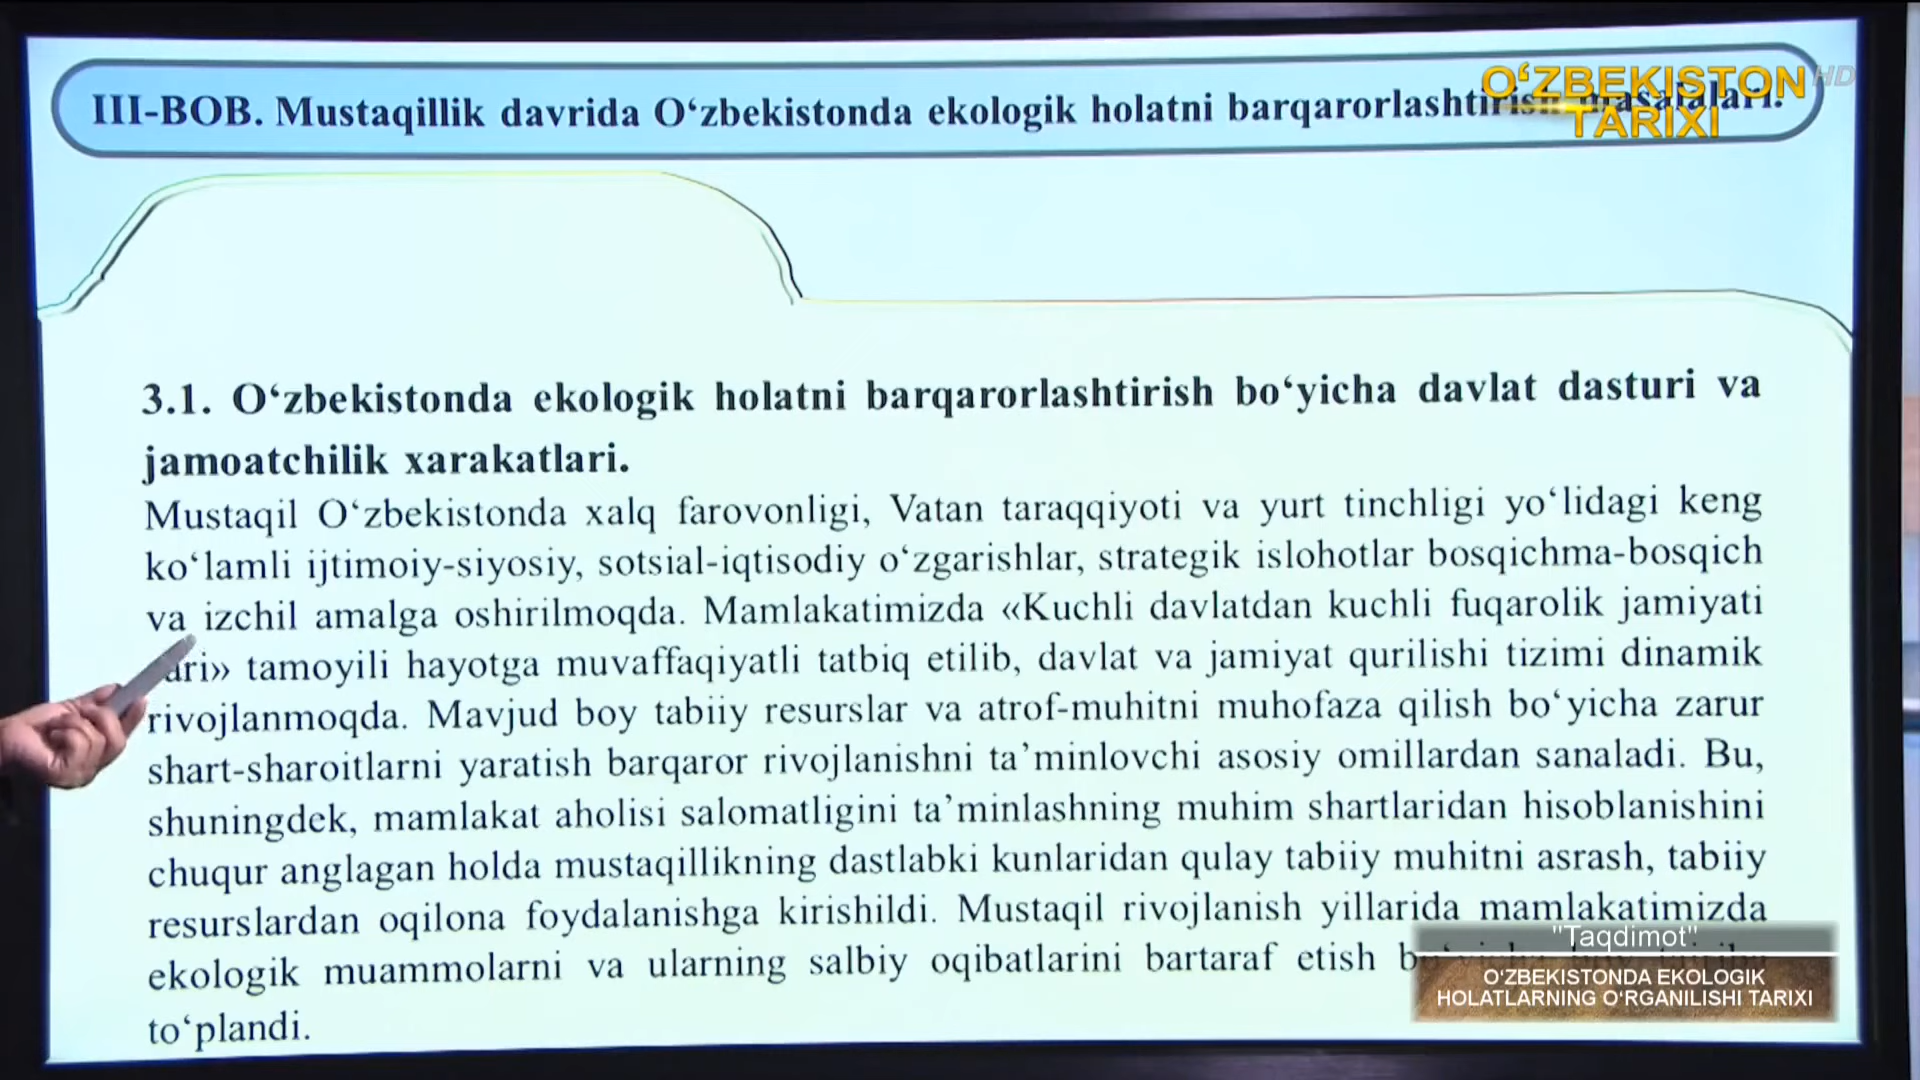 III-BOB. Mustaqillik davrida O‘zbekistonda ekologik holatni barqarorlashtirish masalalari.
O‘ZBEKISTON HD
TARIXI
3.1. O‘zbekistonda ekologik holatni barqarorlashtirish bo‘yicha davlat dasturi va
jamoatchilik xarakatlari.
Mustaqil O‘zbekistonda xalq farovonligi, Vatan taraqqiyoti va yurt tinchligi yo‘lidagi keng
ko‘lamli ijtimoiy-siyosiy, sotsial-iqtisodiy o‘zgarishlar, strategik islohotlar bosqichma-bosqich
va izchil amalga oshirilmoqda. Mamlakatimizda «Kuchli davlatdan kuchli fuqarolik jamiyati
tamoyili hayotga muvaffaqiyatli tatbiq etilib, davlat va jamiyat qurilishi tizimi dinamik
rivojlanmoqda. Mavjud boy tabiiy resurslar va atrof-muhitni muhofaza qilish bo‘yicha zarur
shart-sharoitlarni yaratish barqaror rivojlanishni ta’minlovchi asosiy omillardan sanaladi. Bu,
shuningdek, mamlakat aholisi salomatligini ta’minlashning muhim shartlaridan hisoblanishini
chuqur anglagan holda mustaqillikning dastlabki kunlaridan qulay tabiiy muhitni asrash, tabiiy
resurslardan oqilona foydalanishga kirishildi. Mustaqil rivojlanish yillarida mamlakatimizda
ekologik muammolarni va ularning salbiy oqibatlarini bartaraf etish
to‘plandi.
"Taqdimot"
O‘ZBEKISTONDA EKOLOGIK
HOLATLARNING O‘RGANILISHI TARIXI